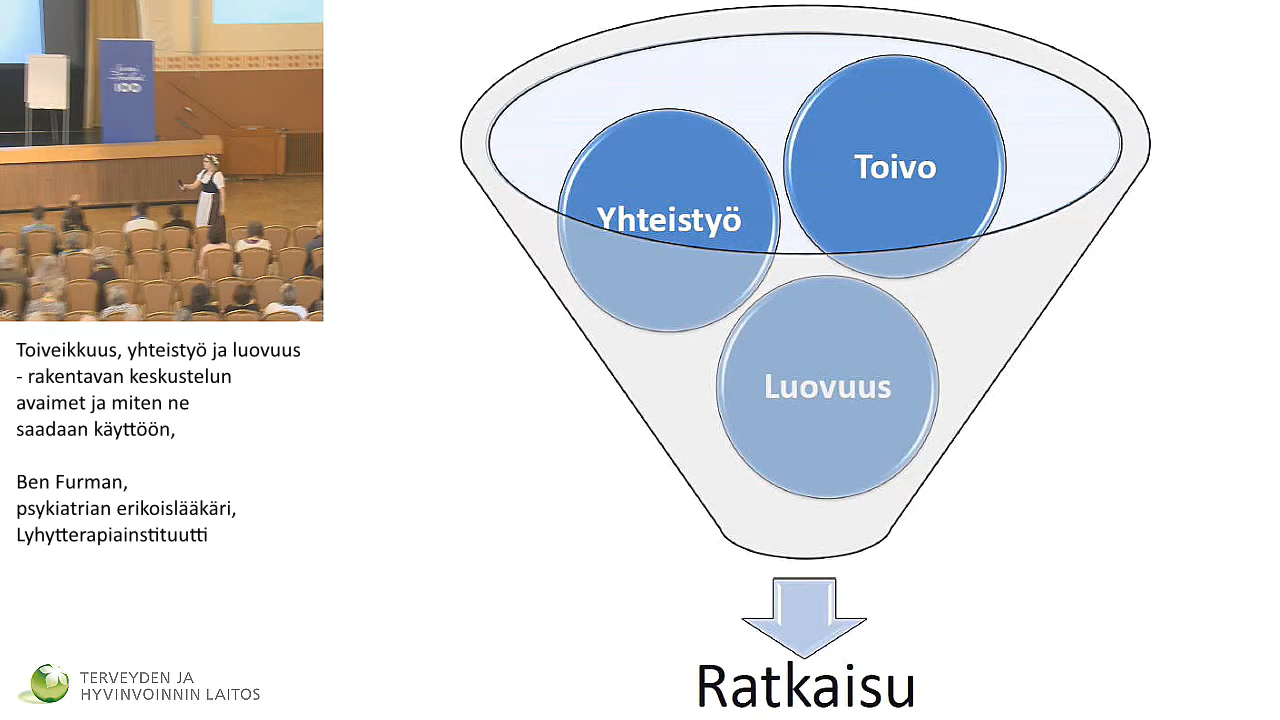 Toiveikkuus, yhteistyö ja luovuus
- rakentavan keskustelun
avaimet ja miten ne
saadaan käyttöön,
Ben Furman,
psykiatrian erikoislääkäri,
Lyhytterapiainstituutti
TERVEYDEN JA
HYVINVOINNIN LAITOS
Toivo
Yhteistyö
Luovuus
Ratkaisu
100